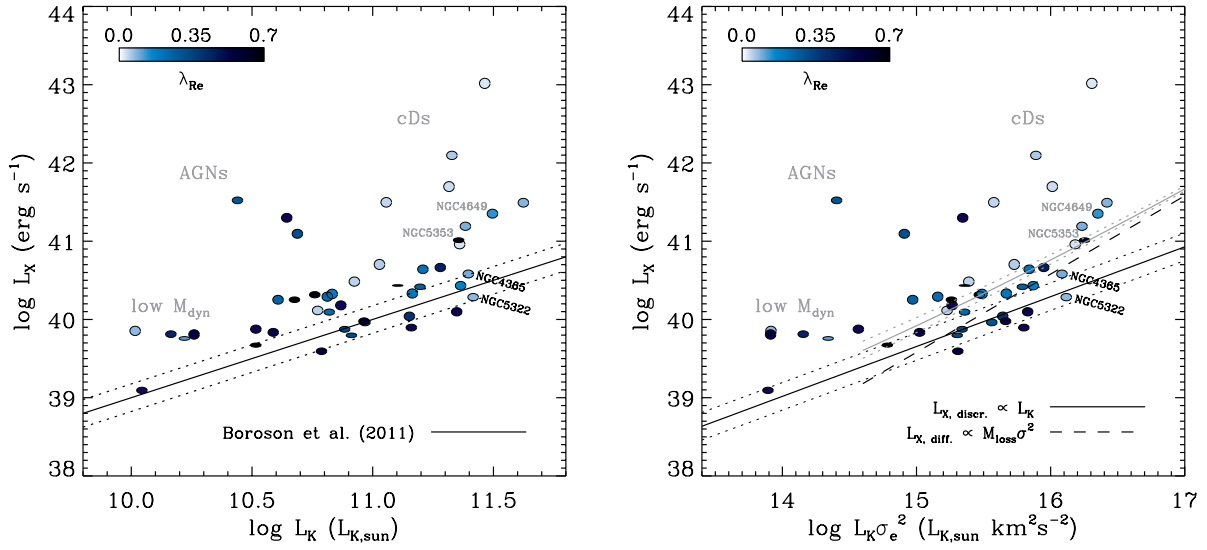 0.0 0.35 0.7
λRe
cDs
AGNs
NGC4649
NGC5353
NGC4365
NGC5322
low Mdyn
Boroson et al. (2011)
44
43
42
41
40
39
38
10.0 10.5 11.0 11.5
log LX (erg s−1)
log LK (LK,sun)
0.0 0.35 0.7
λRe
cDs
AGNs
NGC4649
NGC5353
NGC4365
NGC5322
low Mdyn
LX, discr. ∝ LK
LX, diff. ∝ Mlossσ2
44
43
42
41
40
39
38
14 15 16 17
log LX (erg s−1)
log LKσe2 (LK,sun km2s−2)